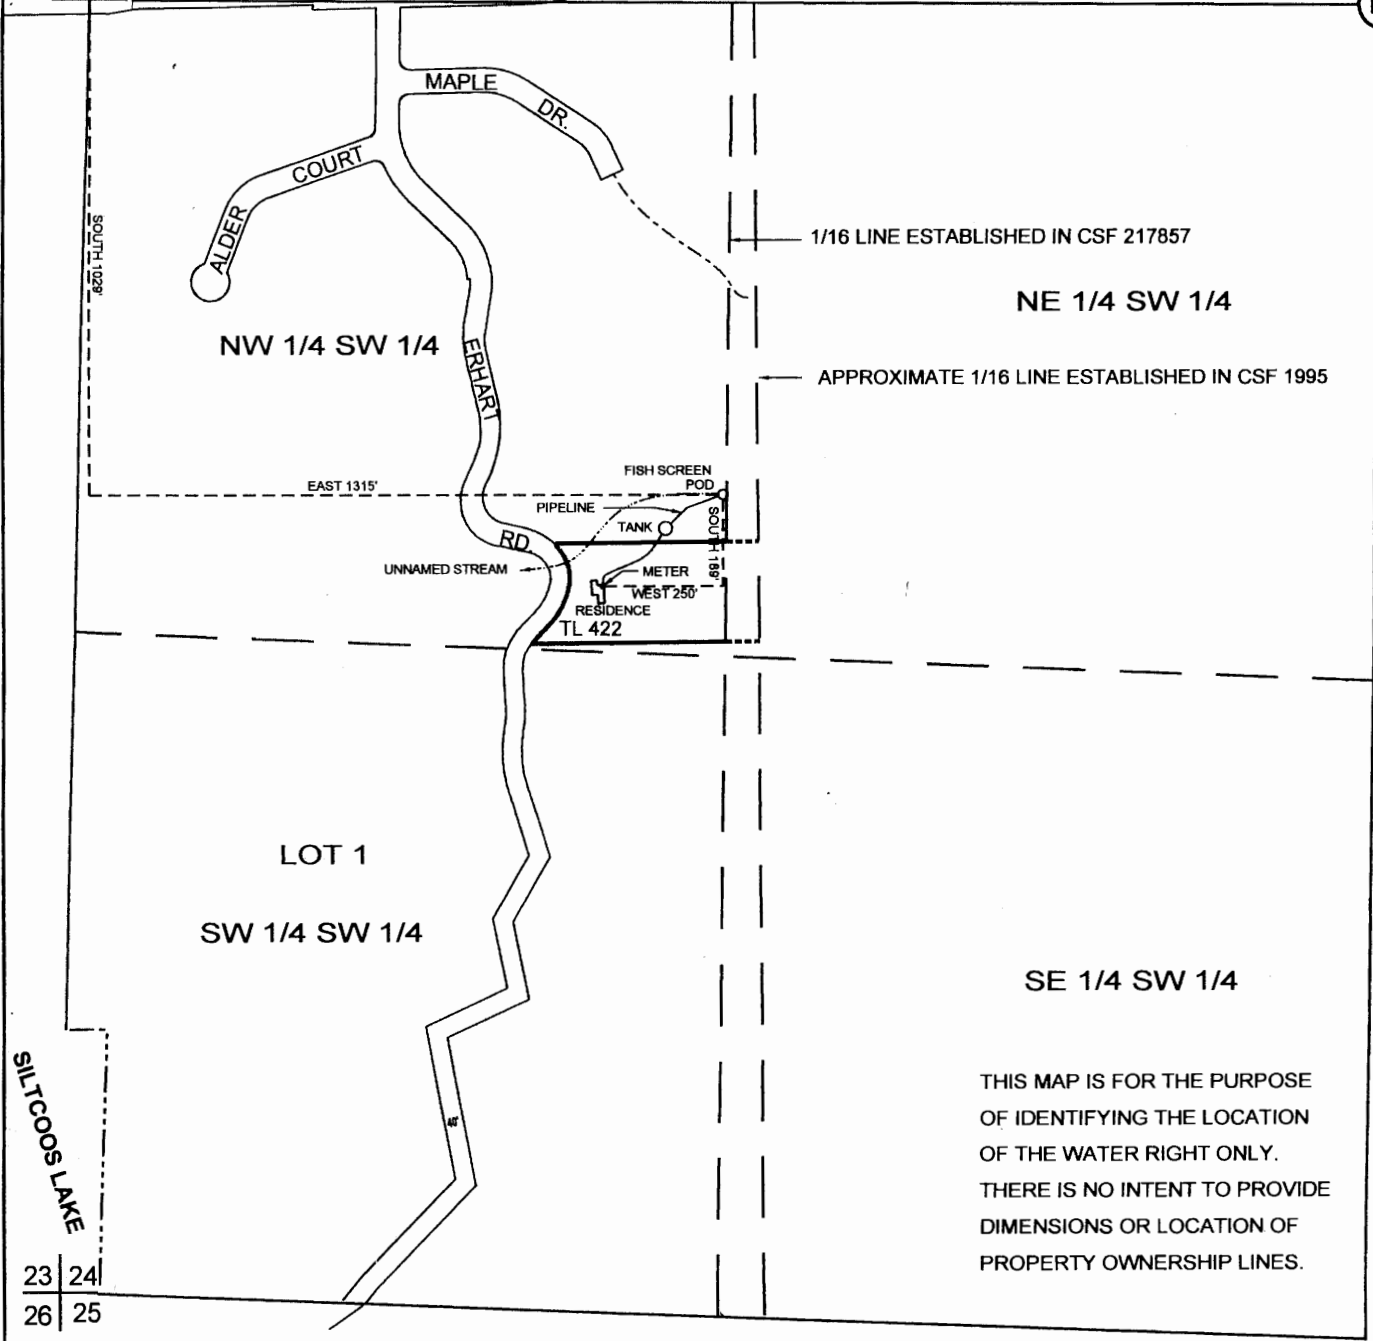 MAPLE
DR.
COURT
ALDER
SOUTH 1029'
1/16 LINE ESTABLISHED IN CSF 217857
NE 1/4 SW 1/4
NW 1/4 SW 1/4
ERHART
APPROXIMATE 1/16 LINE ESTABLISHED IN CSF 1995
FISH SCREEN
POD
EAST 1315'
PIPELINE
TANK
SOUTH 189'
RD.
UNNAMED STREAM
METER
WEST 250'
RESIDENCE
TL 422
LOT 1
SW 1/4 SW 1/4
SE 1/4 SW 1/4
SILTCOOS LAKE
THIS MAP IS FOR THE PURPOSE
OF IDENTIFYING THE LOCATION
OF THE WATER RIGHT ONLY.
THERE IS NO INTENT TO PROVIDE
DIMENSIONS OR LOCATION OF
PROPERTY OWNERSHIP LINES.
23 24
26 25